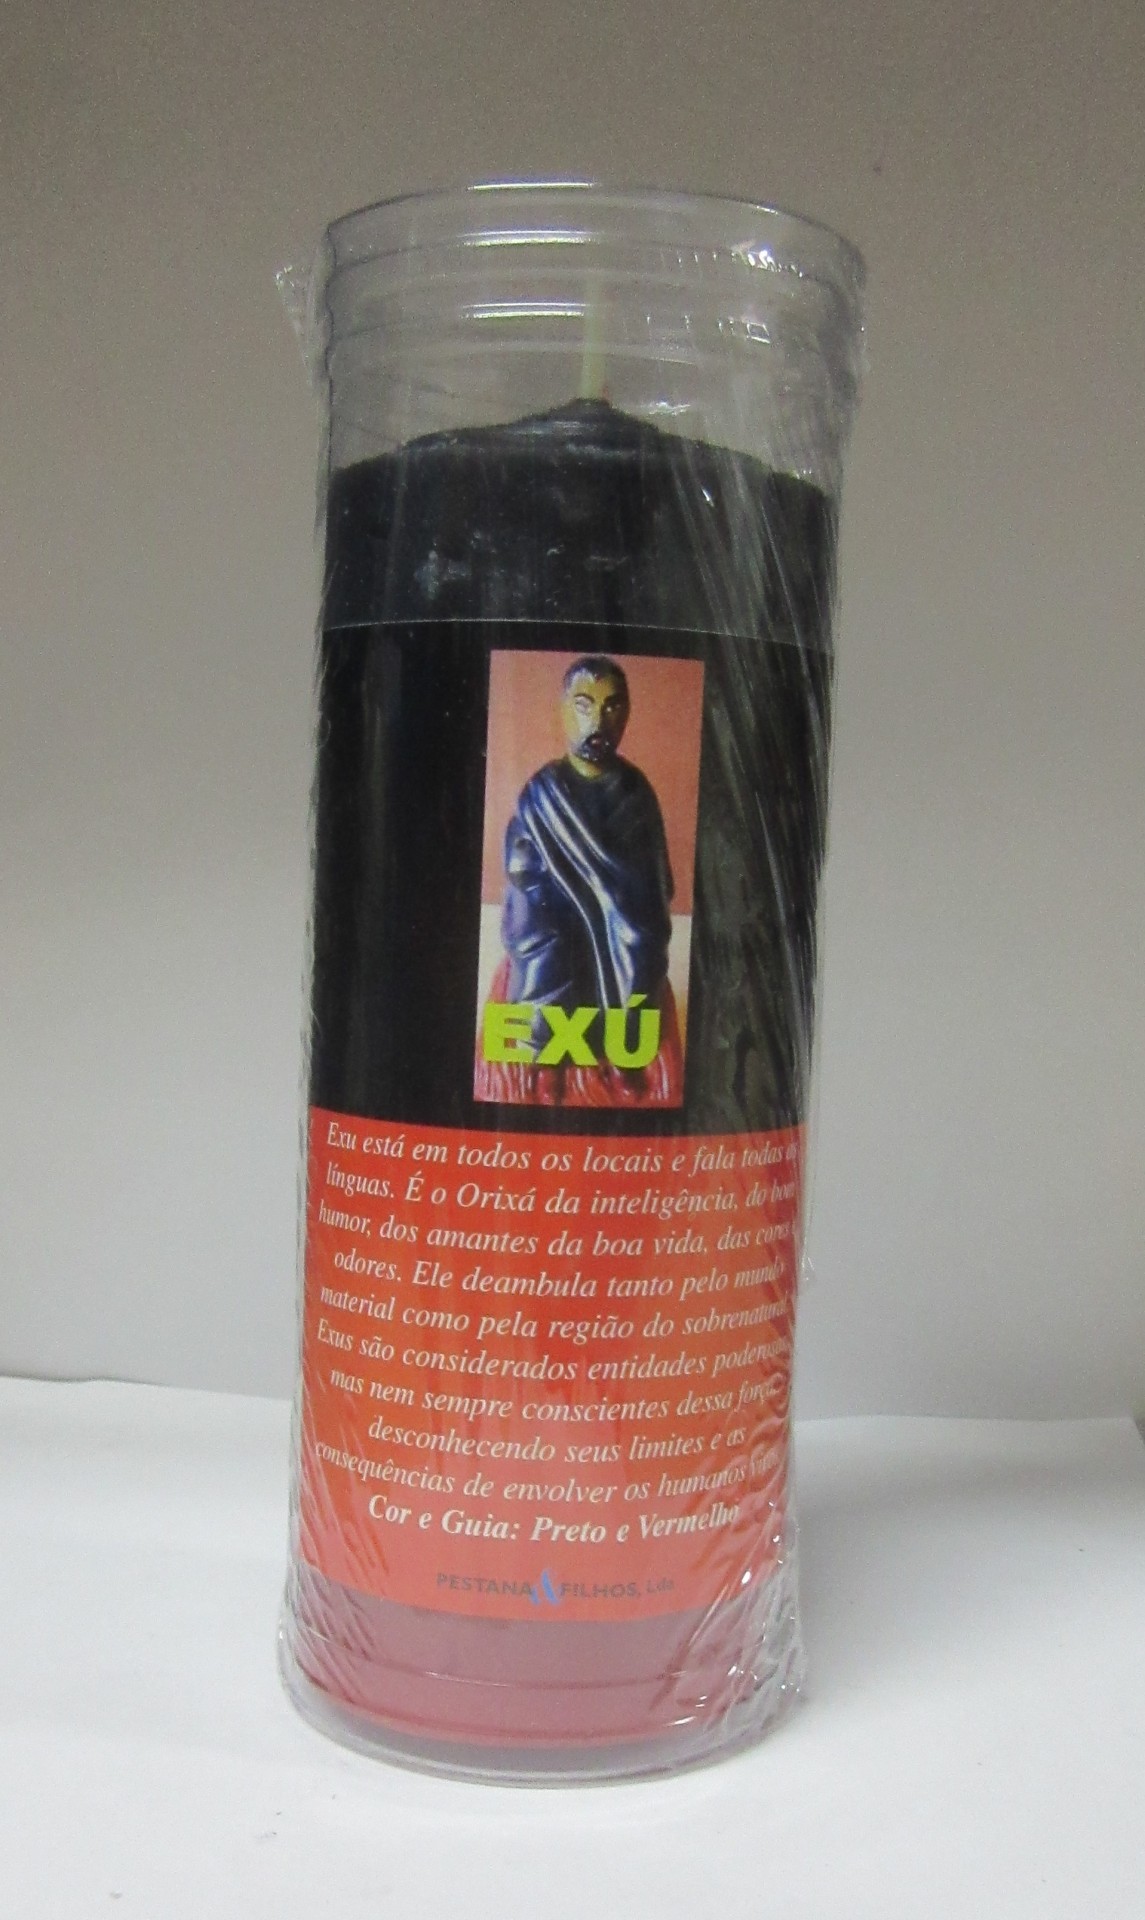 EXÚ
Exu está em todos os locais e fala todas as
línguas. É o Orixá da inteligência, do bom
humor, dos amantes da boa vida, das cores e
odores. Ele deambula tanto pelo mundo
material como pela região do sobrenatural.
Exus são considerados entidades poderosas,
mas nem sempre conscientes dessa força,
desconhecendo seus limites e as
consequências de envolver os humanos
Cor e Guia: Preto e Vermelho
PESTANA & FILHOS, Lda